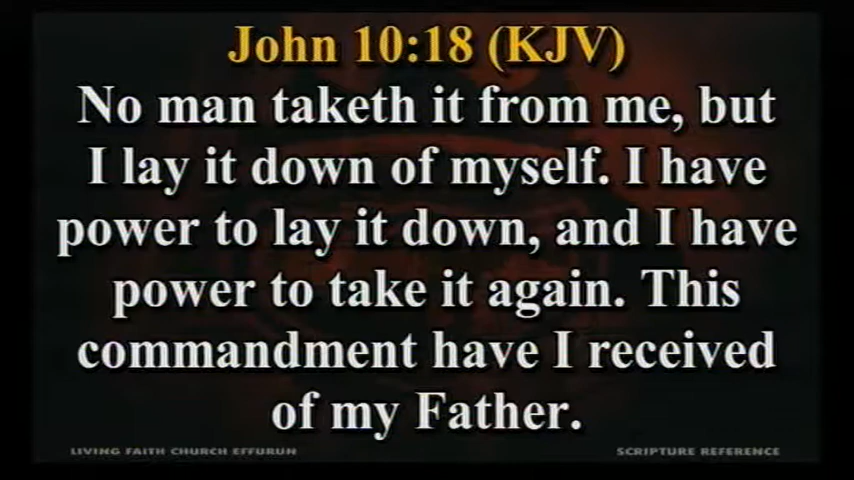 John 10:18 (KJV)
No man taketh it from me, but
I lay it down of myself. I have
power to lay it down, and I have
power to take it again. This
commandment have I received
of my Father.
LIVING FAITH CHURCH EFFURUN
SCRIPTURE REFERENCE